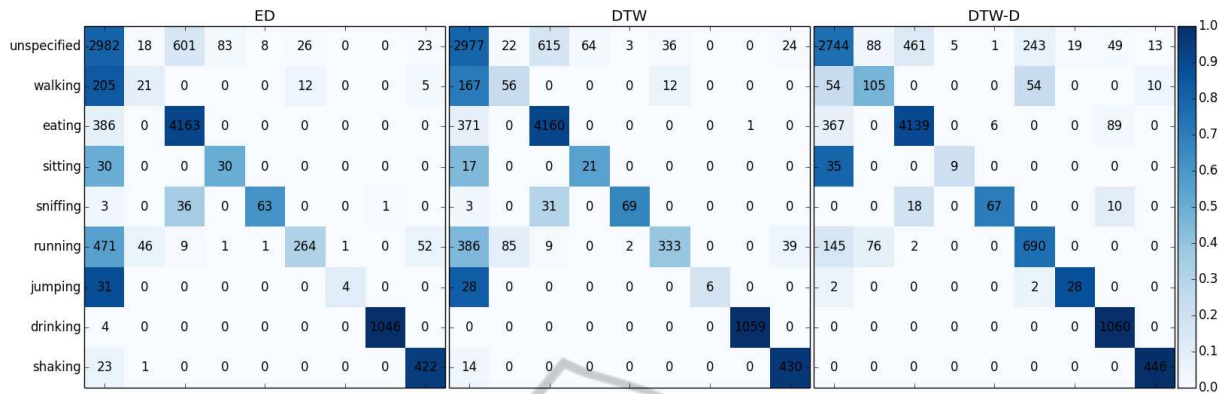 ED DTW DTW-D
unspecified 2982 18 601 83 8 26 0 0 23 2977 22 615 64 3 36 0 0 24 2744 88 461 5 1 243 19 49 13 1.0
0.9
walking 205 21 0 0 0 12 0 0 5 167 56 0 0 0 12 0 0 0 54 105 0 0 0 54 0 0 10
0.8
eating 386 0 4163 0 0 0 0 0 0 371 0 4160 0 0 0 0 1 0 367 0 4139 0 6 0 0 89 0
0.7
sitting 30 0 0 30 0 0 0 0 0 17 0 0 21 0 0 0 0 0 35 0 0 9 0 0 0 0 0
0.6
sniffing 3 0 36 0 63 0 0 1 0 3 0 31 0 69 0 0 0 0 0 0 18 0 67 0 0 10 0
0.5
0.4
running 471 46 9 1 1 264 1 0 52 386 85 9 0 2 333 0 0 39 145 76 2 0 0 690 0 0 0
0.3
jumping 31 0 0 0 0 0 4 0 0 28 0 0 0 0 0 6 0 0 2 0 0 0 0 2 28 0 0
0.2
drinking 4 0 0 0 0 0 0 1046 0 0 0 0 0 0 0 0 1059 0 0 0 0 0 0 0 0 1060 0
0.1
shaking 23 1 0 0 0 0 0 0 422 14 0 0 0 0 0 0 0 430 0 0 0 0 0 0 0 0 446
0.0